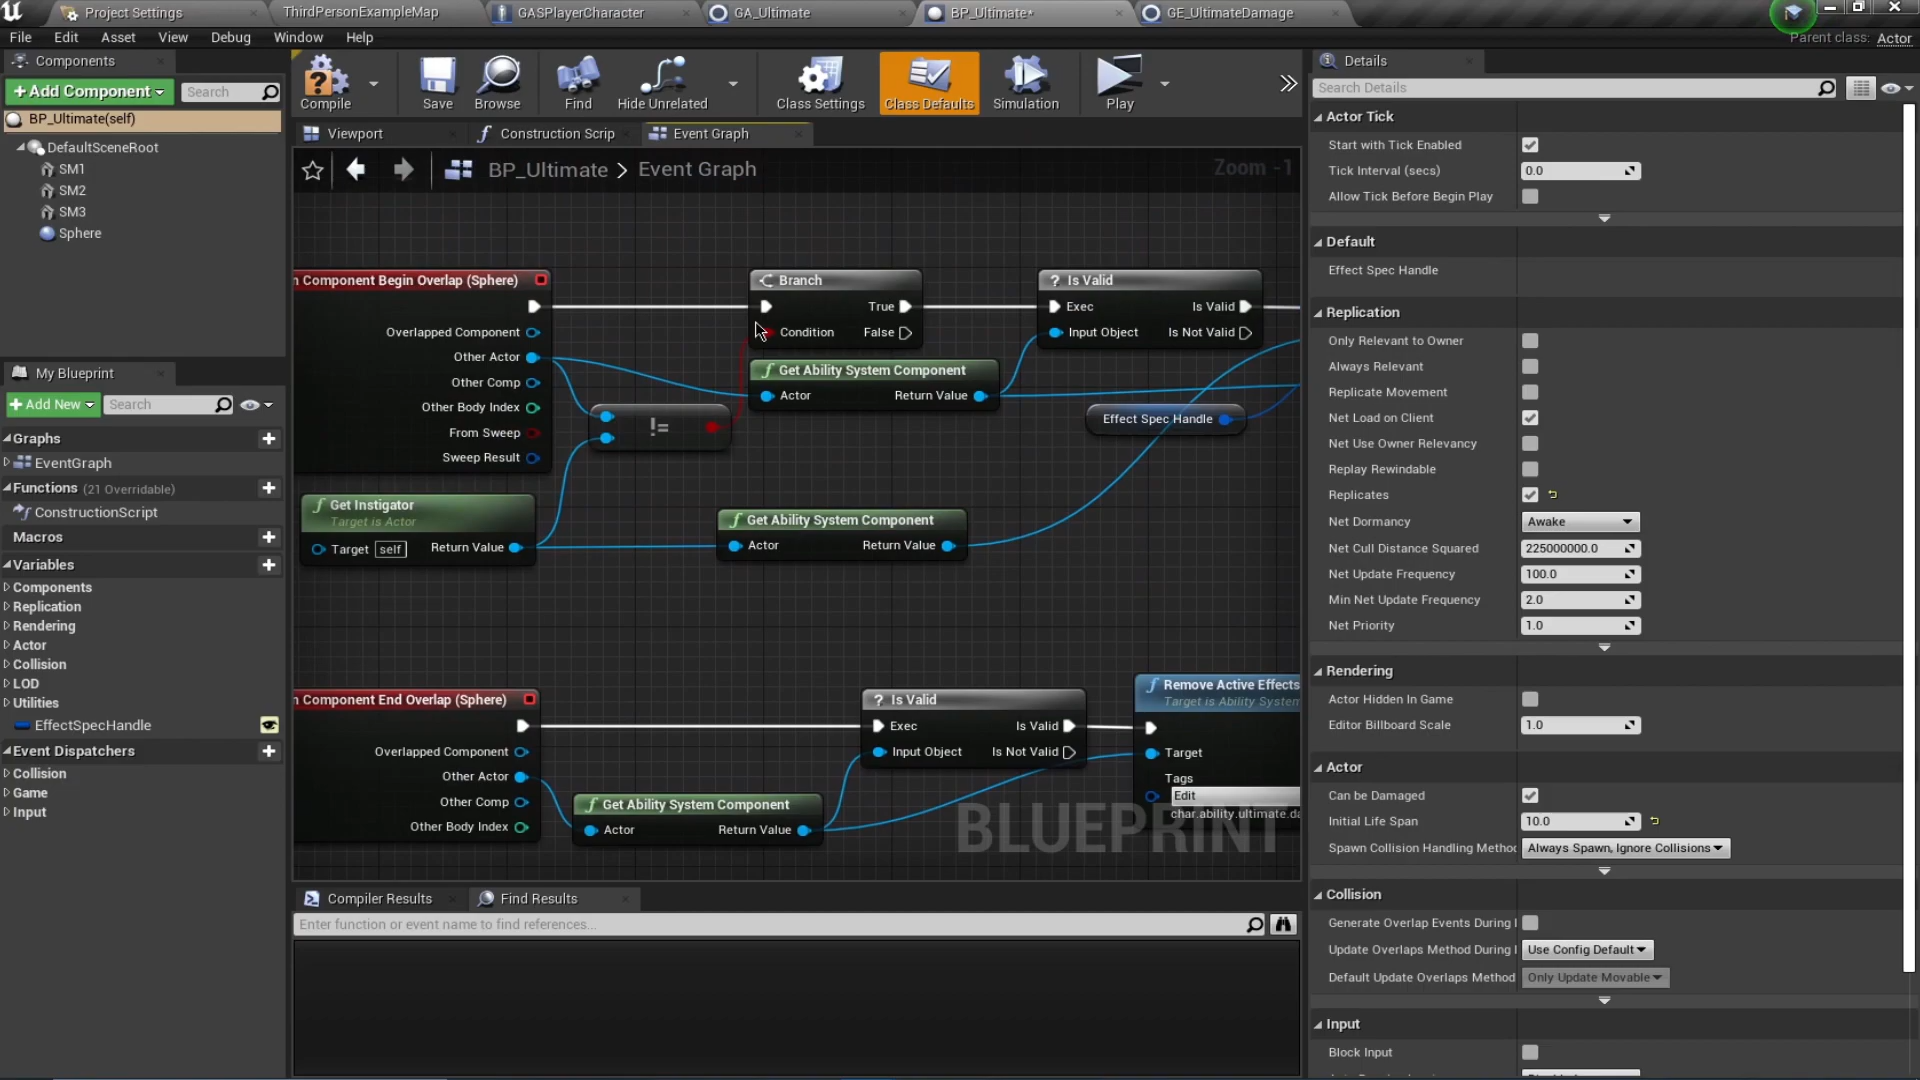 Project Settings
ThirdPersonExampleMap
GASPlayerCharacter
GA_Ultimate
BP_Ultimate*
GE_UltimateDamage
File Edit Asset View Debug Window Help
Parent class: Actor
Components
+Add Component
Search
BP_Ultimate(self)
DefaultSceneRoot
SM1
SM2
SM3
Sphere
My Blueprint
+Add New
Search
Graphs
EventGraph
Functions (21 Overridable)
ConstructionScript
Macros
Variables
Components
Replication
Rendering
Actor
Collision
LOD
Utilities
EffectSpecHandle
Event Dispatchers
Collision
Game
Input
Compile
Save
Browse
Find
Hide Unrelated
Class Settings
Class Defaults
Simulation
Play
Viewport
Construction Scrip
Event Graph
BP_Ultimate > Event Graph
Zoom -1
n Component Begin Overlap (Sphere)
Overlapped Component
Other Actor
Other Comp
Other Body Index
From Sweep
Sweep Result
Branch
True
Condition
False
? Is Valid
Exec
Is Valid
Input Object
Is Not Valid
f Get Ability System Component
Actor
Return Value
!=
Effect Spec Handle
f Get Instigator
Target is Actor
Target self
Return Value
f Get Ability System Component
Actor
Return Value
n Component End Overlap (Sphere)
Overlapped Component
Other Actor
Other Comp
Other Body Index
? Is Valid
Exec
Is Valid
Input Object
Is Not Valid
f Get Ability System Component
Actor
Return Value
f Remove Active Effects
Target is Ability System
Target
Tags
Edit
char.ability.ultimate.da
BLUEPRINT
Compiler Results
Find Results
Enter function or event name to find references...
Details
Search Details
Actor Tick
Start with Tick Enabled
Tick Interval (secs) 0.0
Allow Tick Before Begin Play
Default
Effect Spec Handle
Replication
Only Relevant to Owner
Always Relevant
Replicate Movement
Net Load on Client
Net Use Owner Relevancy
Replay Rewindable
Replicates
Net Dormancy Awake
Net Cull Distance Squared 225000000.0
Net Update Frequency 100.0
Min Net Update Frequency 2.0
Net Priority 1.0
Rendering
Actor Hidden In Game
Editor Billboard Scale 1.0
Actor
Can be Damaged
Initial Life Span 10.0
Spawn Collision Handling Method Always Spawn, Ignore Collisions
Collision
Generate Overlap Events During
Update Overlaps Method During Use Config Default
Default Update Overlaps Method Only Update Movable
Input
Block Input